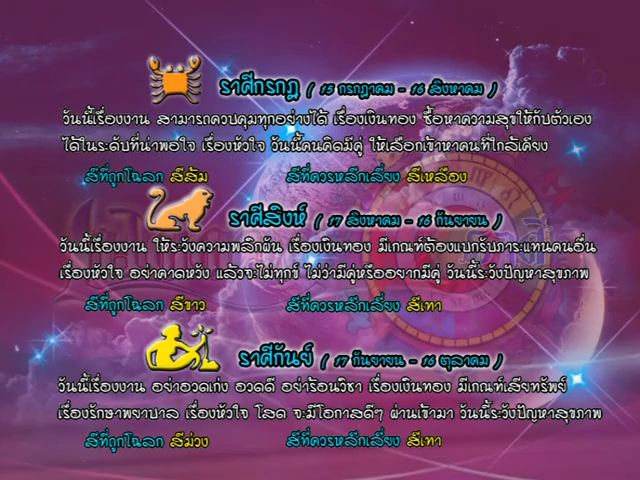 ราศีกรกฎ ( 15 กรกฎาคม - 16 สิงหาคม )
วันนี้เรื่องงาน สามารถควบคุมทุกอย่างได้ เรื่องเงินทอง ซื้อหาความสุขให้กับตัวเอง
ได้ในระดับที่น่าพอใจ เรื่องหัวใจ วันนี้คนคิดมีคู่ ให้เลือกเข้าหาคนที่ใกล้เคียง
สีที่ถูกโฉลก สีส้ม สีที่ควรหลีกเลี่ยง สีเหลือง
ราศีสิงห์ ( 17 สิงหาคม - 16 กันยายน )
วันนี้เรื่องงาน ให้ระวังความพลิกผัน เรื่องเงินทอง มีเกณฑ์ต้องแบกรับภาระแทนคนอื่น
เรื่องหัวใจ อย่าคาดหวัง แล้วจะไม่ทุกข์ ไม่ว่ามีคู่หรืออยากมีคู่ วันนี้ระวังปัญหาสุขภาพ
สีที่ถูกโฉลก สีขาว สีที่ควรหลีกเลี่ยง สีเทา
ราศีกันย์ ( 17 กันยายน - 16 ตุลาคม )
วันนี้เรื่องงาน อย่าอวดเก่ง อวดดี อย่าร้อนวิชา เรื่องเงินทอง มีเกณฑ์เสียทรัพย์
เรื่องรักษาพยาบาล เรื่องหัวใจ โสด จะมีโอกาสดีๆ ผ่านเข้ามา วันนี้ระวังปัญหาสุขภาพ
สีที่ถูกโฉลก สีม่วง สีที่ควรหลีกเลี่ยง สีเทา